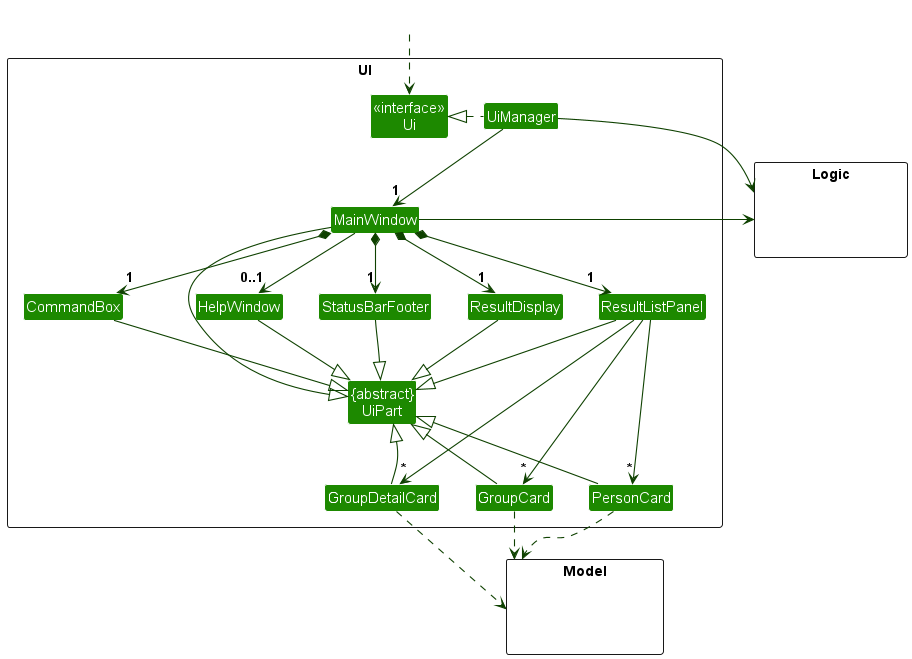 UI
«interface»
Ui
UiManager
Logic
1
MainWindow
1
0..1
1
1
1
CommandBox
HelpWindow
StatusBarFooter
ResultDisplay
ResultListPanel
{abstract}
UiPart
*
*
*
GroupDetailCard
GroupCard
PersonCard
Model